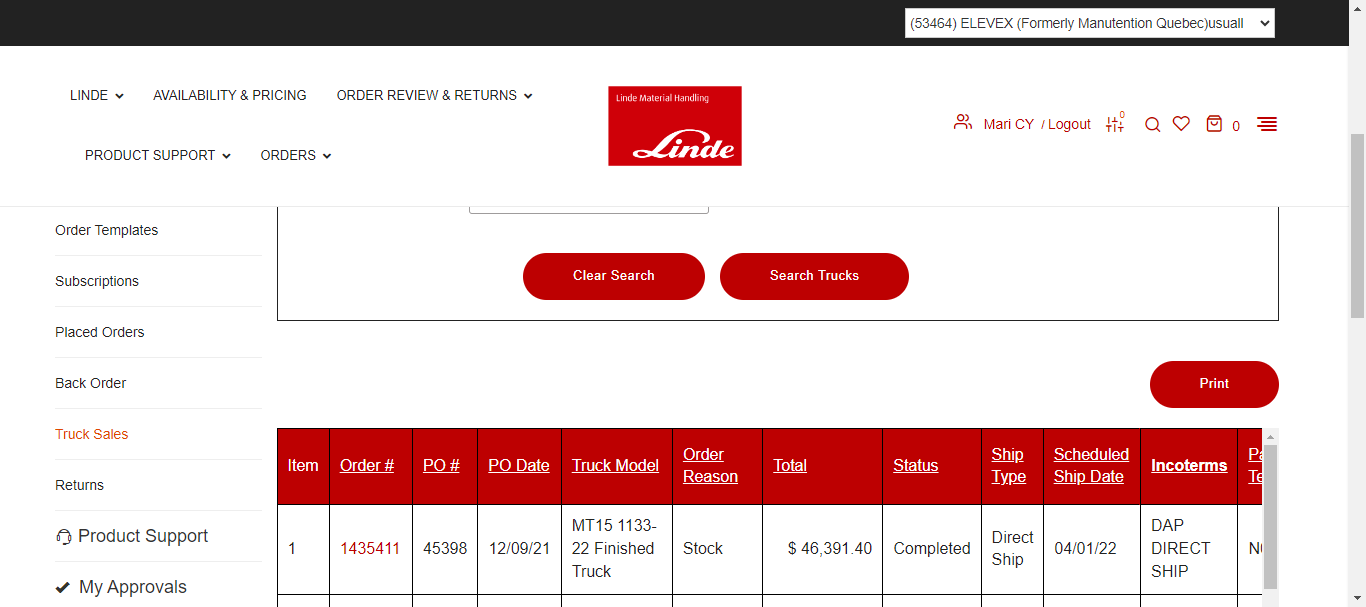 (53464) ELEVEX (Formerly Manutention Quebec)usuall
LINDE
AVAILABILITY & PRICING
ORDER REVIEW & RETURNS
PRODUCT SUPPORT
ORDERS
Linde Material Handling
Linde
Mari CY / Logout
0
0
Order Templates
Subscriptions
Placed Orders
Back Order
Truck Sales
Returns
Product Support
My Approvals
Clear Search
Search Trucks
Print
Item
Order #
PO #
PO Date
Truck Model
Order
Reason
Total
Status
Ship
Type
Scheduled
Ship Date
Incoterms
1
1435411
45398
12/09/21
MT15 1133-
22 Finished
Truck
Stock
$ 46,391.40
Completed
Direct
Ship
04/01/22
DAP
DIRECT
SHIP